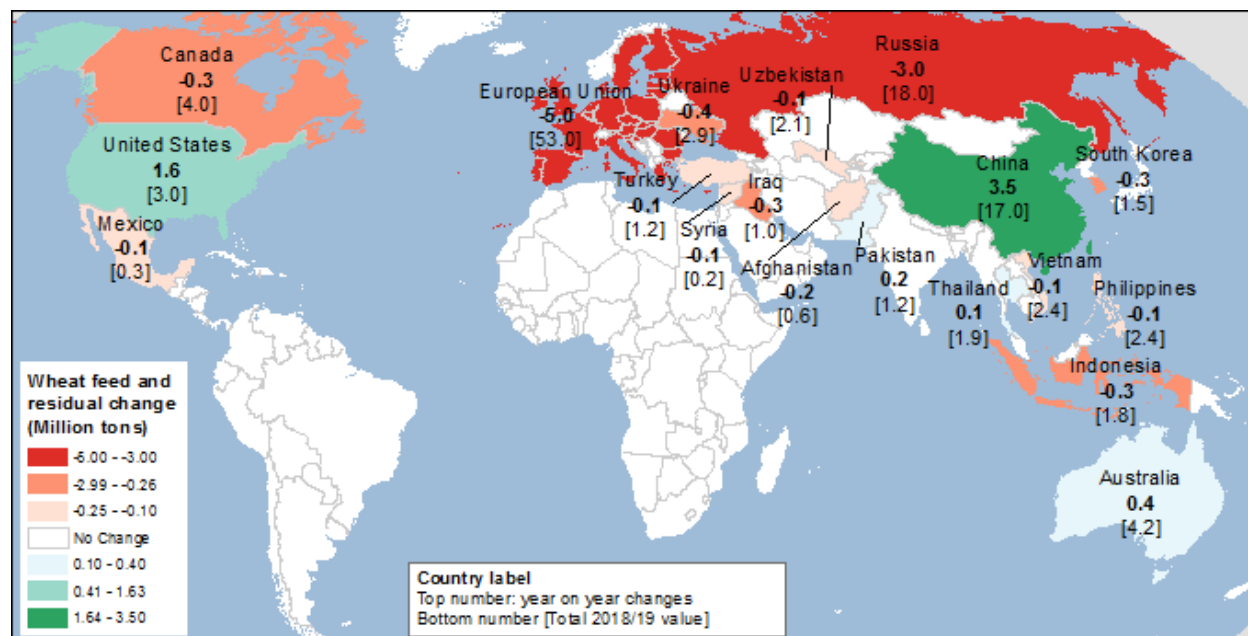 Canada
-0.3
[4.0]
United States
1.6
[3.0]
Mexico
-0.1
[0.3]
European Union
-5.0
[53.0]
Ukraine
-0.4
[2.9]
Russia
-3.0
[18.0]
Uzbekistan
-0.1
[2.1]
Turkey
-0.1
[1.2]
Iraq
-0.3
[1.0]
Syria
-0.1
[0.2]
Afghanistan
-0.2
[0.6]
Pakistan
0.2
[1.2]
China
3.5
[17.0]
South Korea
-0.3
[1.5]
Thailand
0.1
[1.9]
Vietnam
-0.1
[2.4]
Philippines
-0.1
[2.4]
Indonesia
-0.3
[1.8]
Australia
0.4
[4.2]
Wheat feed and
residual change
(Million tons)
-5.00 - -3.00
-2.99 - -0.26
-0.25 - -0.10
No Change
0.10 - 0.40
0.41 - 1.63
1.64 - 3.50
Country label
Top number: year on year changes
Bottom number [Total 2018/19 value]